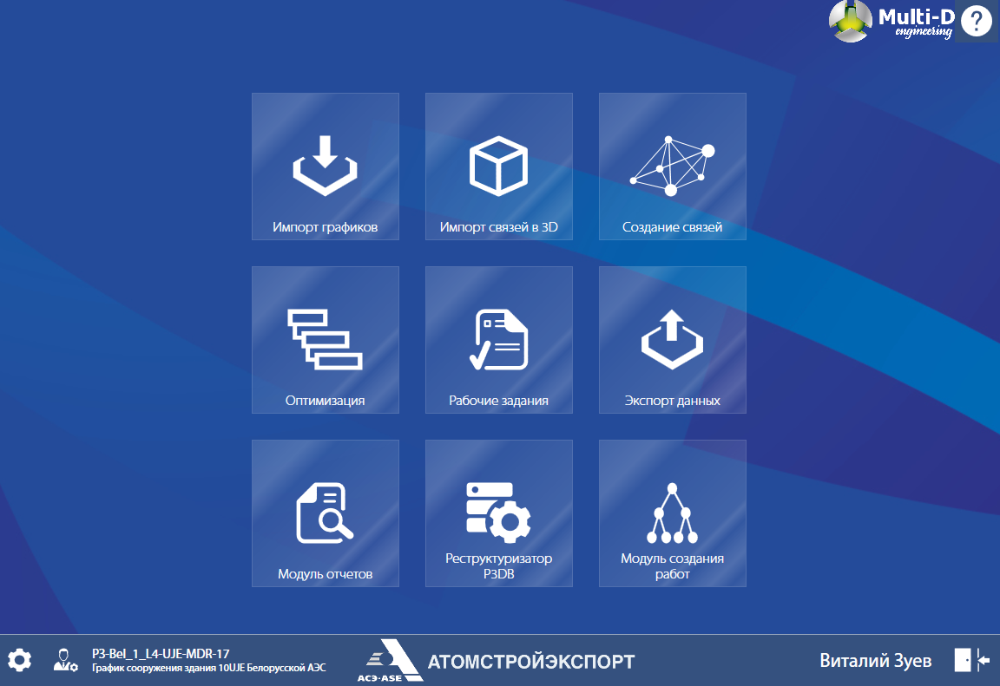 Multi-D
engineering
?
Импорт графиков
Импорт связей в 3D
Создание связей
Оптимизация
Рабочие задания
Экспорт данных
Модуль отчетов
Реструктуризатор
P3DB
Модуль создания
работ
P3-Bel_1_L4-UJE-MDR-17
График сооружения здания 10UJE Белорусской АЭС
АСЭ·ASE
АТОМСТРОЙЭКСПОРТ
Виталий Зуев